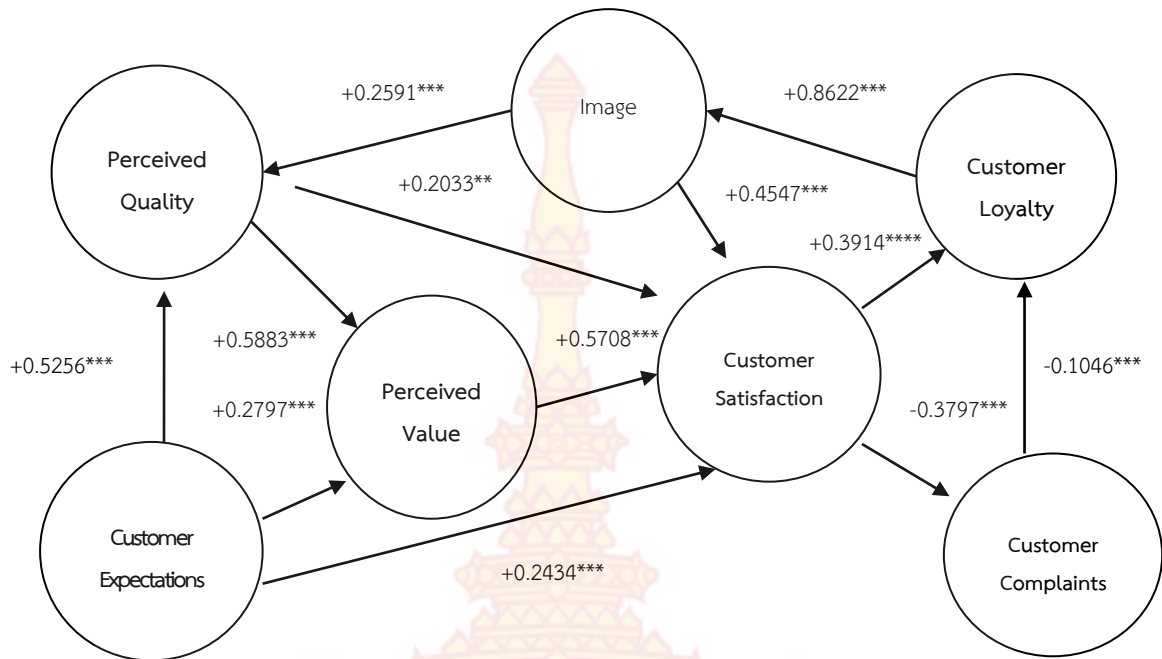 +0.2591***
Image
+0.8622***
Perceived
Quality
+0.2033**
+0.4547***
Customer
Loyalty
+0.3914****
+0.5256***
+0.5883***
+0.5708***
Customer
Satisfaction
-0.1046***
+0.2797***
Perceived
Value
-0.3797***
Customer
Expectations
+0.2434***
Customer
Complaints